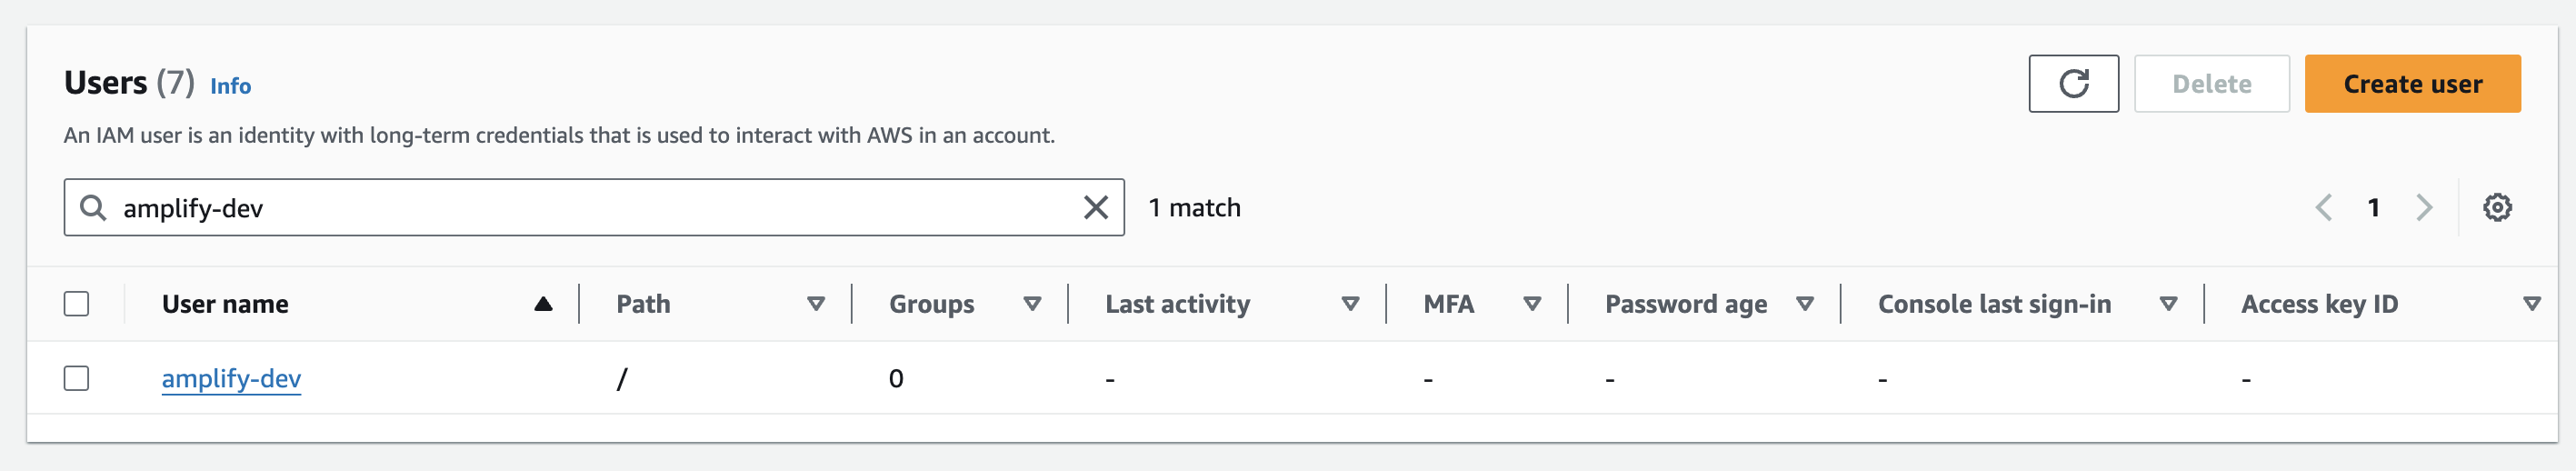 Users (7) Info
Delete
Create user
An IAM user is an identity with long-term credentials that is used to interact with AWS in an account.
amplify-dev
1 match
1
User name Path Groups Last activity MFA Password age Console last sign-in Access key ID
amplify-dev / 0 - - - - -